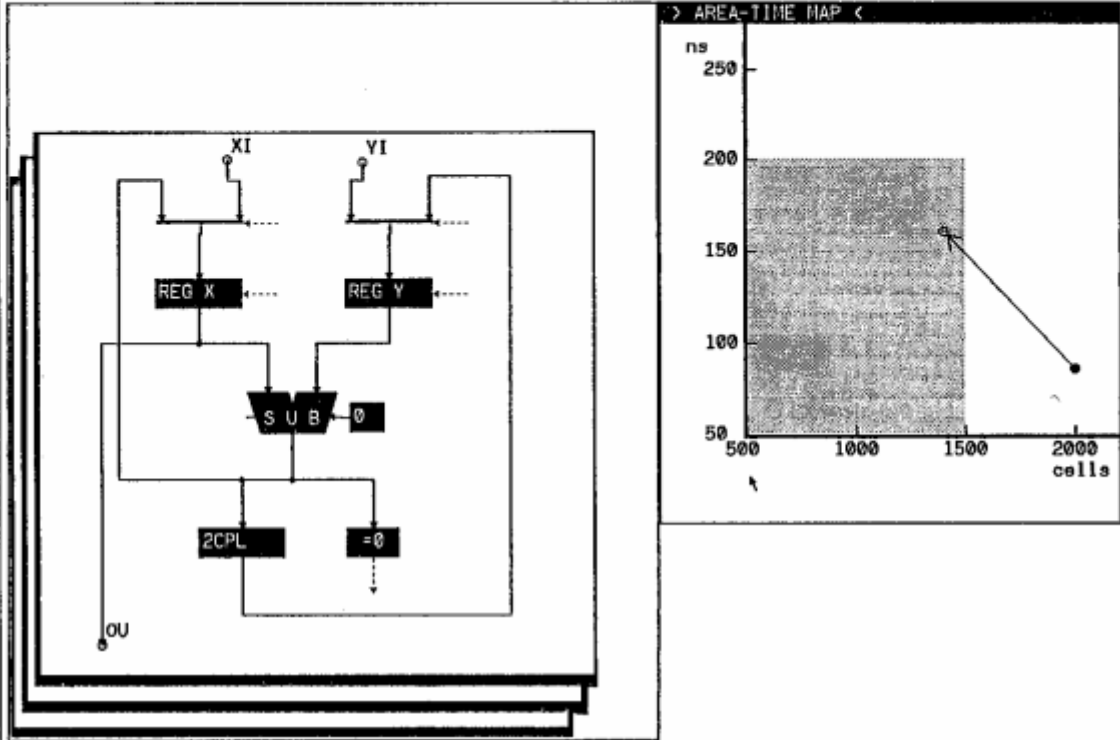 > AREA-TIME MAP <
ns
250
200
150
100
50
500 1000 1500 2000
cells
XI YI
REG X REG Y
S U B 0
2CPL =0
OU